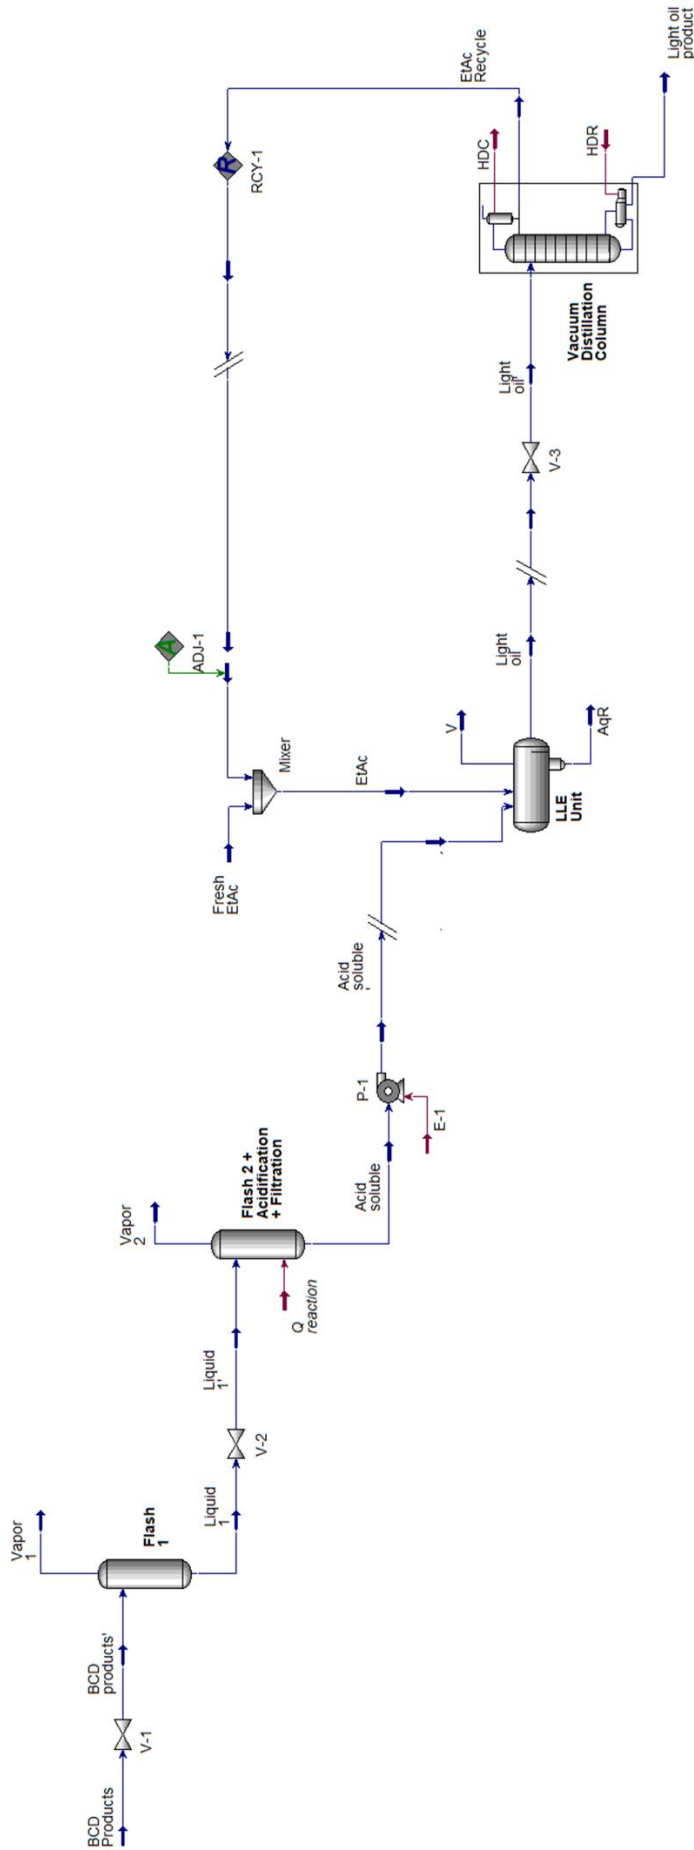 BCD
Products
V-1
BCD
products'
Vapor
1
Flash
1
Liquid
1
V-2
Liquid
1'
Vapor
2
Flash 2 +
Acidification
+ Filtration
Q
reaction
Acid
soluble
P-1
E-1
Acid
soluble
'
Fresh
EtAc
Mixer
A
ADJ-1
EtAc
V
LLE
Unit
AqR
Light
oil
V-3
Light
oil'
Vacuum
Distillation
Column
HDC
HDR
EtAc
Recycle
R
RCY-1
Light oil
product